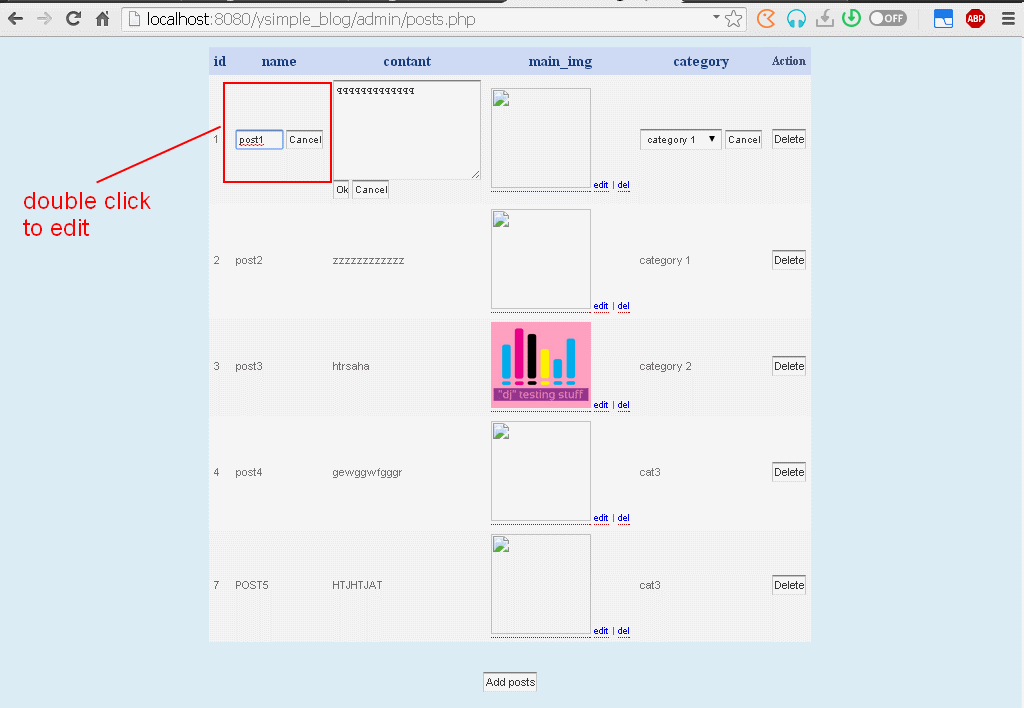 localhost:8080/ysimple_blog/admin/posts.php OFF ABP
id name contant main_img category Action
qqqqqqqqqqqqq
1 post1 Cancel category 1 ▼ Cancel Delete
edit | del
Ok Cancel
double click
to edit
2 post2 zzzzzzzzzzzz category 1 Delete
edit | del
3 post3 htrsaha category 2 Delete
"dj" testing stuff
edit | del
4 post4 gewggwfgggr cat3 Delete
edit | del
7 POST5 HTJHTJAT cat3 Delete
edit | del
Add posts